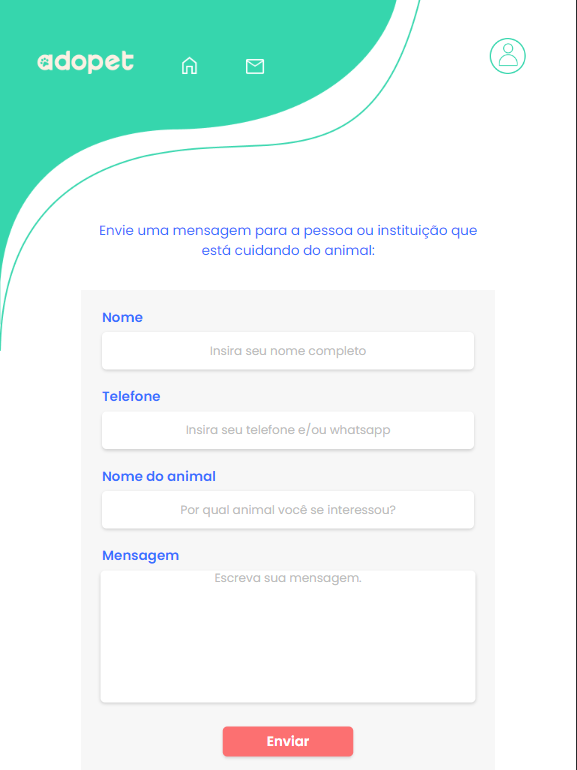 adopet
Envie uma mensagem para a pessoa ou instituição que
está cuidando do animal:
Nome
Insira seu nome completo
Telefone
Insira seu telefone e/ou whatsapp
Nome do animal
Por qual animal você se interessou?
Mensagem
Escreva sua mensagem.
Enviar